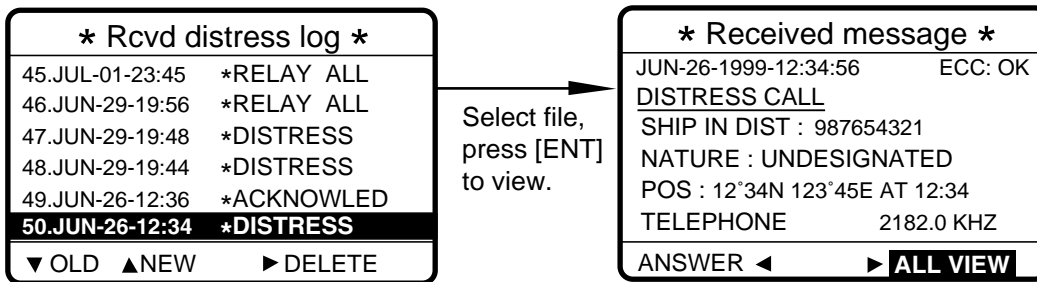 * Rcvd distress log *
45.JUL-01-23:45 *RELAY ALL
46.JUN-29-19:56 *RELAY ALL
47.JUN-29-19:48 *DISTRESS
48.JUN-29-19:44 *DISTRESS
49.JUN-26-12:36 *ACKNOWLED
50.JUN-26-12:34 *DISTRESS
▼ OLD ▲NEW ►DELETE
Select file,
press [ENT]
to view.
* Received message *
JUN-26-1999-12:34:56 ECC: OK
DISTRESS CALL
SHIP IN DIST : 987654321
NATURE : UNDESIGNATED
POS : 12˚34N 123˚45E AT 12:34
TELEPHONE 2182.0 KHZ
ANSWER ◄ ► ALL VIEW